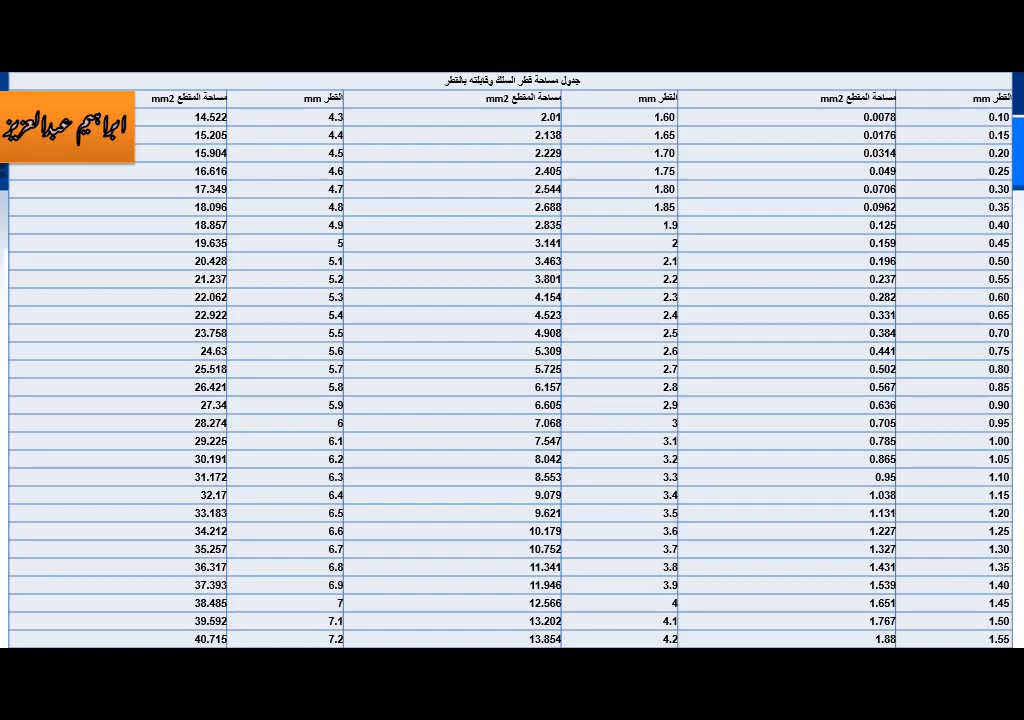 جدول مساحة قطر السلك وقابلته بالقطر
القطر mm مساحة المقطع mm2 القطر mm مساحة المقطع mm2 القطر mm مساحة المقطع mm2
ابراهيم عبدالعزيز
0.10 0.0078 1.60 2.01 4.3 14.522
0.15 0.0176 1.65 2.138 4.4 15.205
0.20 0.0314 1.70 2.229 4.5 15.904
0.25 0.049 1.75 2.405 4.6 16.616
0.30 0.0706 1.80 2.544 4.7 17.349
0.35 0.0962 1.85 2.688 4.8 18.096
0.40 0.125 1.9 2.835 4.9 18.857
0.45 0.159 2 3.141 5 19.635
0.50 0.196 2.1 3.463 5.1 20.428
0.55 0.237 2.2 3.801 5.2 21.237
0.60 0.282 2.3 4.154 5.3 22.062
0.65 0.331 2.4 4.523 5.4 22.922
0.70 0.384 2.5 4.908 5.5 23.758
0.75 0.441 2.6 5.309 5.6 24.63
0.80 0.502 2.7 5.725 5.7 25.518
0.85 0.567 2.8 6.157 5.8 26.421
0.90 0.636 2.9 6.605 5.9 27.34
0.95 0.705 3 7.068 6 28.274
1.00 0.785 3.1 7.547 6.1 29.225
1.05 0.865 3.2 8.042 6.2 30.191
1.10 0.95 3.3 8.553 6.3 31.172
1.15 1.038 3.4 9.079 6.4 32.17
1.20 1.131 3.5 9.621 6.5 33.183
1.25 1.227 3.6 10.179 6.6 34.212
1.30 1.327 3.7 10.752 6.7 35.257
1.35 1.431 3.8 11.341 6.8 36.317
1.40 1.539 3.9 11.946 6.9 37.393
1.45 1.651 4 12.566 7 38.485
1.50 1.767 4.1 13.202 7.1 39.592
1.55 1.88 4.2 13.854 7.2 40.715